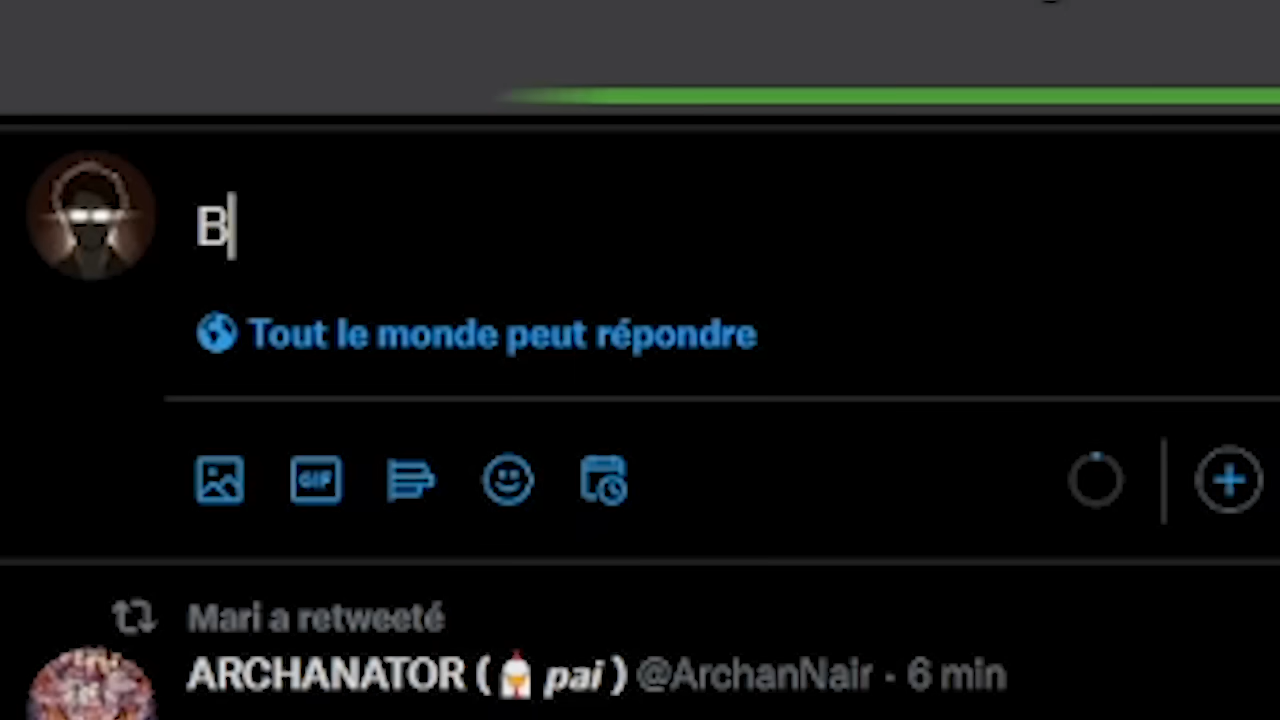 B
Tout le monde peut répondre
GIF
Mari a retweeté
ARCHANATOR ( pai ) @ArchanNair · 6 min